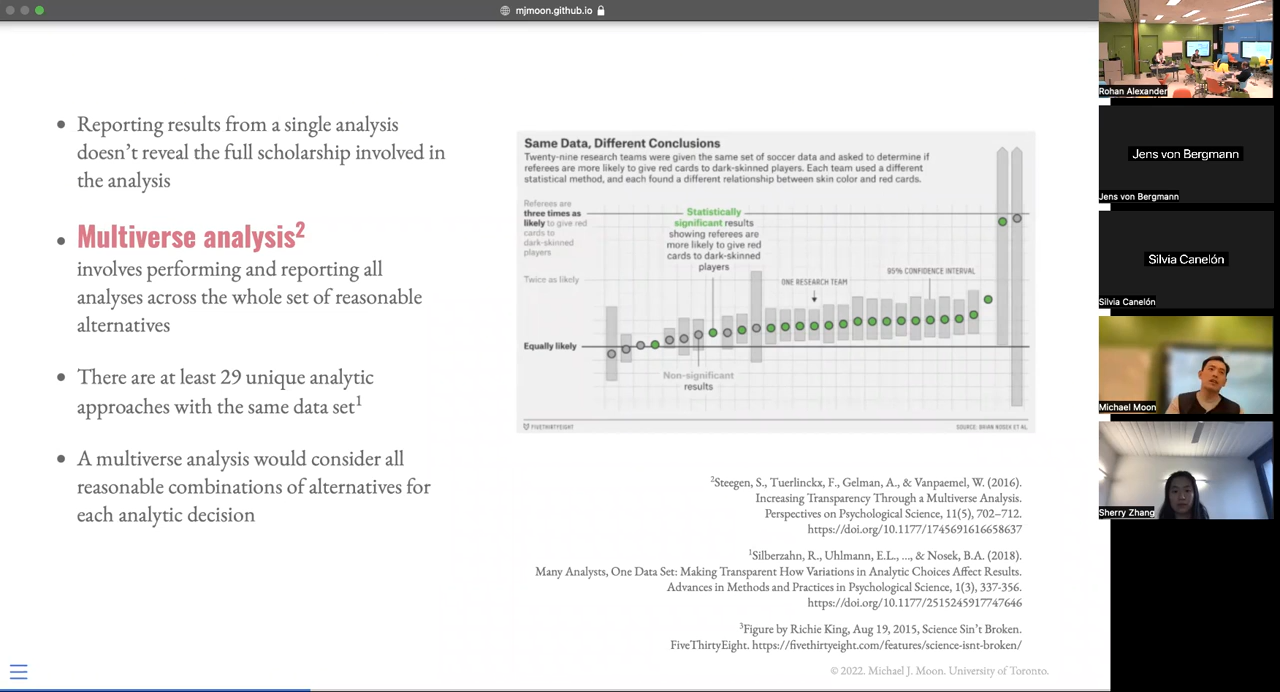 mjmoon.github.io
Reporting results from a single analysis
doesn't reveal the full scholarship involved in
the analysis
Multiverse analysis²
involves performing and reporting all
analyses across the whole set of reasonable
alternatives
There are at least 29 unique analytic
approaches with the same data set¹
A multiverse analysis would consider all
reasonable combinations of alternatives for
each analytic decision
Same Data, Different Conclusions
Twenty-nine research teams were given the same set of soccer data and asked to determine if
referees are more likely to give red cards to dark-skinned players. Each team used a different
statistical method, and each found a different relationship between skin color and red cards.
Referees are
three times as
likely to give red
cards to
dark-skinned
players
Statistically
significant results
showing referees are
more likely to give red
cards to dark-skinned
players
Twice as likely
ONE RESEARCH TEAM
95% CONFIDENCE INTERVAL
Equally likely
Non-significant
results
FIVETHIRTYEIGHT
SOURCE: BRIAN NOSEK ET AL
²Steegen, S., Tuerlinckx, F., Gelman, A., & Vanpaemel, W. (2016).
Increasing Transparency Through a Multiverse Analysis.
Perspectives on Psychological Science, 11(5), 702–712.
https://doi.org/10.1177/1745691616658637
¹Silberzahn, R., Uhlmann, E.L., ..., & Nosek, B.A. (2018).
Many Analysts, One Data Set: Making Transparent How Variations in Analytic Choices Affect Results.
Advances in Methods and Practices in Psychological Science, 1(3), 337-356.
https://doi.org/10.1177/2515245917747646
³Figure by Richie King, Aug 19, 2015, Science Sin't Broken.
FiveThirtyEight. https://fivethirtyeight.com/features/science-isnt-broken/
© 2022. Michael J. Moon. University of Toronto.
Rohan Alexander
Jens von Bergmann
Jens von Bergmann
Silvia Canelón
Silvia Canelón
Michael Moon
Sherry Zhang